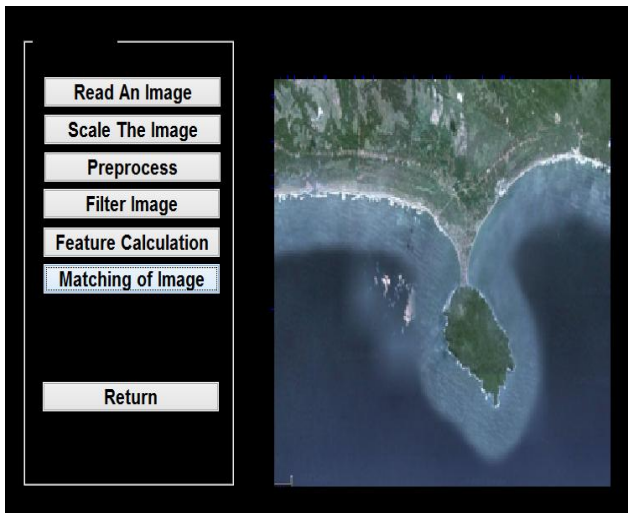 Read An Image
Scale The Image
Preprocess
Filter Image
Feature Calculation
Matching of Image
Return